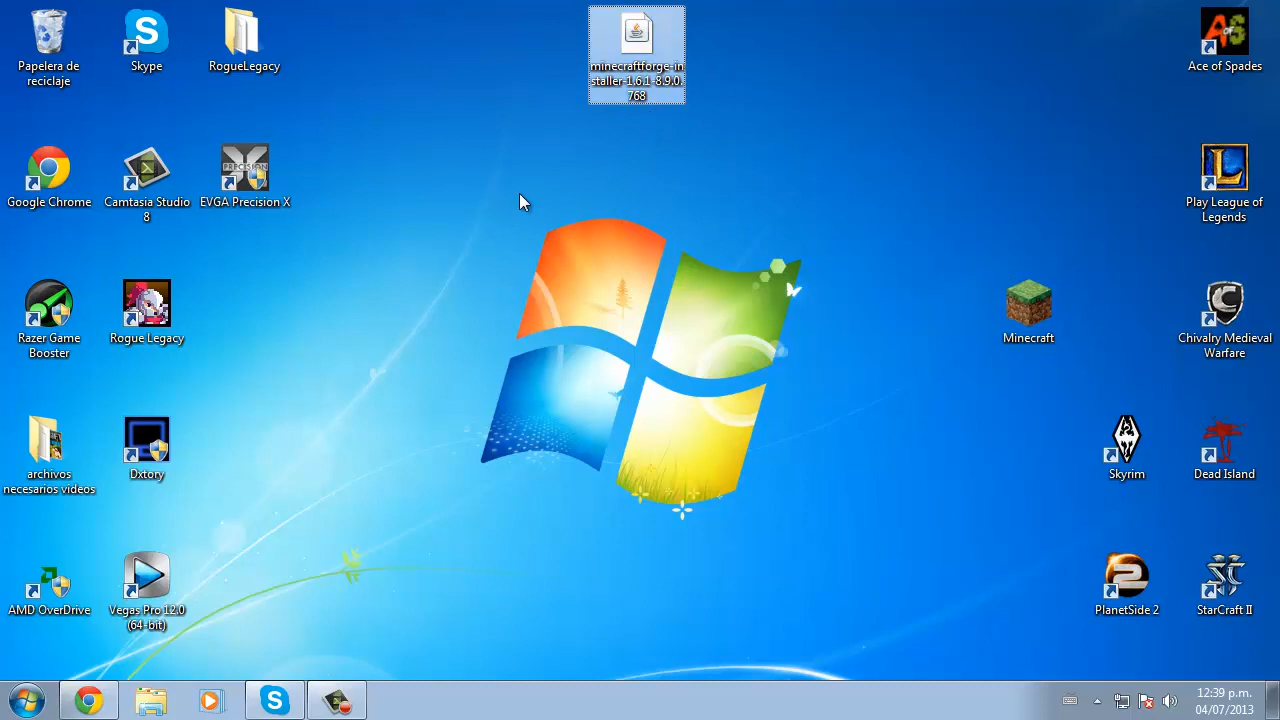 Papelera de
reciclaje
Skype
RogueLegacy
minecraftforge-in
staller-1.6.1-8.9.0.
768
Ace of Spades
Google Chrome
Camtasia Studio
8
EVGA Precision X
Play League of
Legends
Razer Game
Booster
Rogue Legacy
Minecraft
Chivalry Medieval
Warfare
archivos
necesarios videos
Dxtory
Skyrim
Dead Island
AMD OverDrive
Vegas Pro 12.0
(64-bit)
PlanetSide 2
StarCraft II
12:39 p.m.
04/07/2013